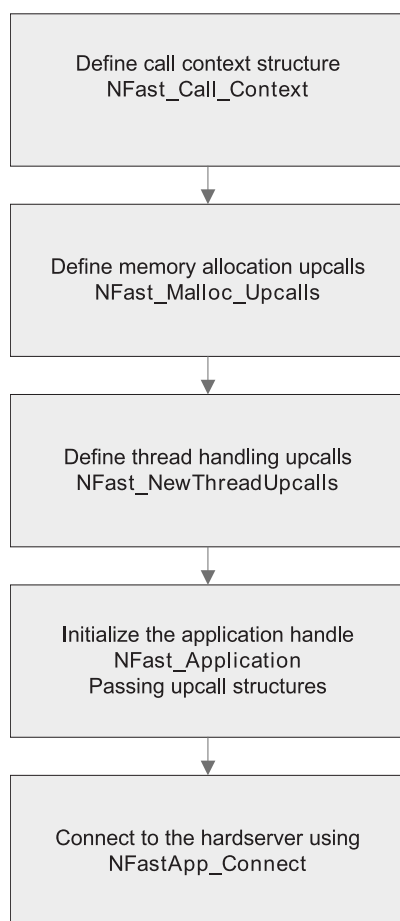 Define call context structure
NFast_Call_Context
Define memory allocation upcalls
NFast_Malloc_Upcalls
Define thread handling upcalls
NFast_NewThreadUpcalls
Initialize the application handle
NFast_Application
Passing upcall structures
Connect to the hardserver using
NFastApp_Connect